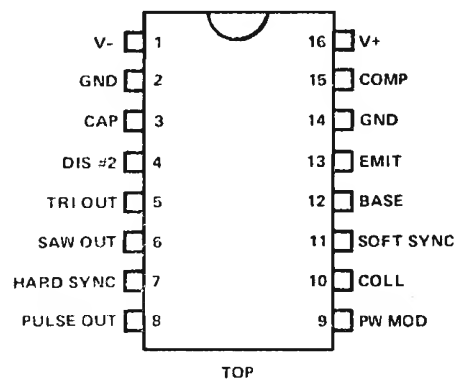 V- 1 16 V+
GND 2 15 COMP
CAP 3 14 GND
DIS #2 4 13 EMIT
TRI OUT 5 12 BASE
SAW OUT 6 11 SOFT SYNC
HARD SYNC 7 10 COLL
PULSE OUT 8 9 PW MOD
TOP